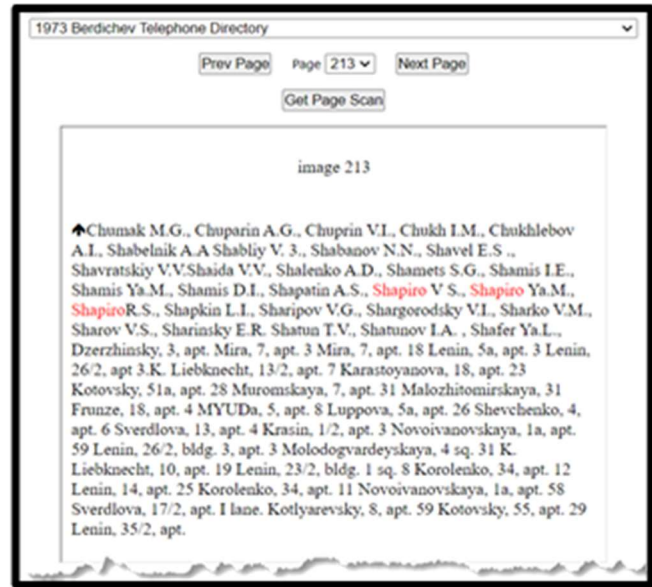 1973 Berdichev Telephone Directory
Prev Page Page 213 Next Page
Get Page Scan
image 213
🡅Chumak M.G., Chuparin A.G., Chuprin V.I., Chukh I.M., Chukhlebov
A.I., Shabelnik A.A Shabliy V. 3., Shabanov N.N., Shavel E.S .,
Shavratskiy V.V.Shaida V.V., Shalenko A.D., Shamets S.G., Shamis I.E.,
Shamis Ya.M., Shamis D.I., Shapatin A.S., Shapiro V S., Shapiro Ya.M.,
ShapiroR.S., Shapkin L.I., Sharipov V.G., Shargorodsky V.I., Sharko V.M.,
Sharov V.S., Sharinsky E.R. Shatun T.V., Shatunov I.A. , Shafer Ya.L.,
Dzerzhinsky, 3, apt. Mira, 7, apt. 3 Mira, 7, apt. 18 Lenin, 5a, apt. 3 Lenin,
26/2, apt 3.K. Liebknecht, 13/2, apt. 7 Karastoyanova, 18, apt. 23
Kotovsky, 51a, apt. 28 Muromskaya, 7, apt. 31 Malozhitomirskaya, 31
Frunze, 18, apt. 4 MYUDa, 5, apt. 8 Luppova, 5a, apt. 26 Shevchenko, 4,
apt. 6 Sverdlova, 13, apt. 4 Krasin, 1/2, apt. 3 Novoivanovskaya, 1a, apt.
59 Lenin, 26/2, bldg. 3, apt. 3 Molodogvardeyskaya, 4 sq. 31 K.
Liebknecht, 10, apt. 19 Lenin, 23/2, bldg. 1 sq. 8 Korolenko, 34, apt. 12
Lenin, 14, apt. 25 Korolenko, 34, apt. 11 Novoivanovskaya, 1a, apt. 58
Sverdlova, 17/2, apt. I lane. Kotlyarevsky, 8, apt. 59 Kotovsky, 55, apt. 29
Lenin, 35/2, apt.